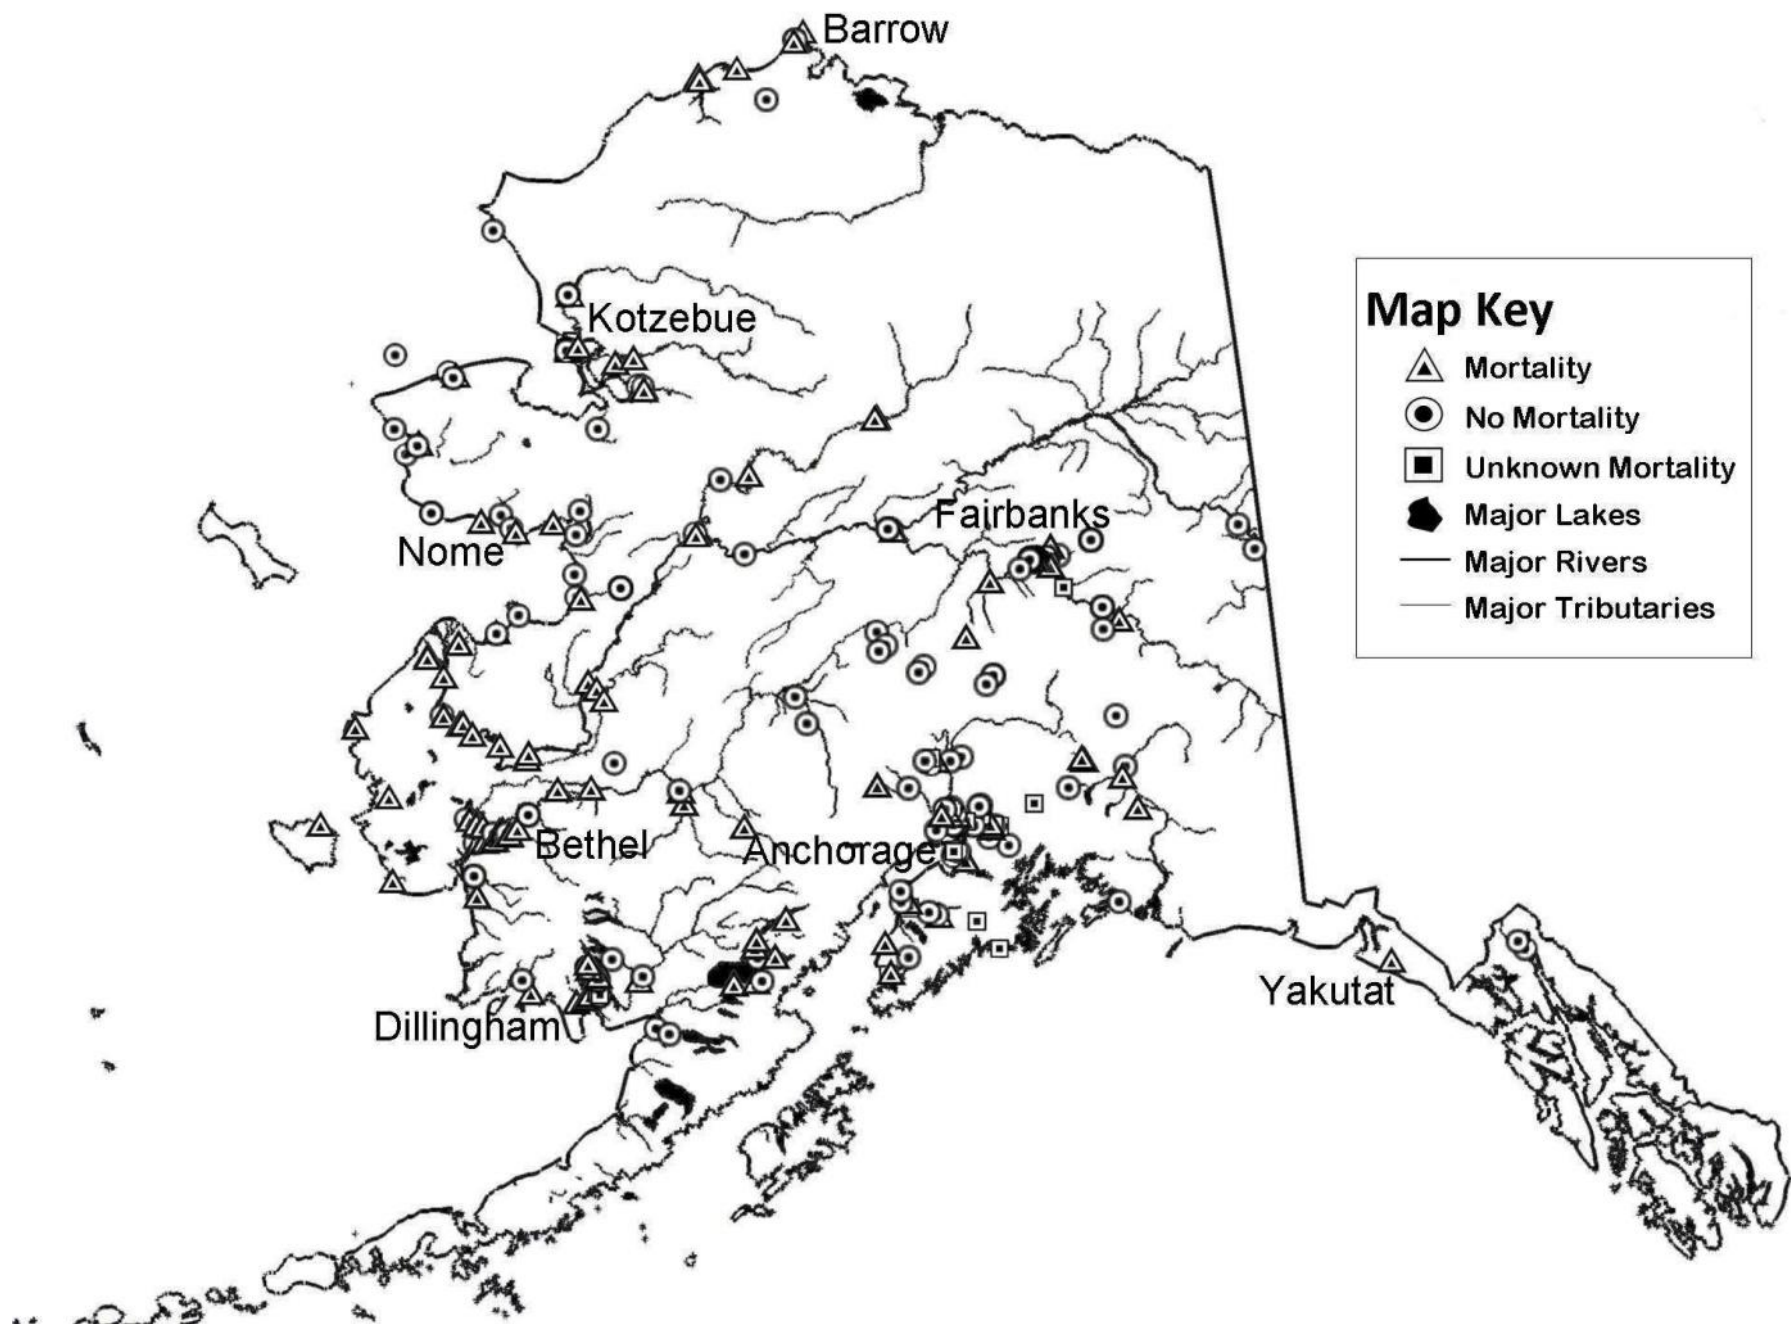 Barrow
Kotzebue
Map Key
Mortality
No Mortality
Unknown Mortality
Major Lakes
Major Rivers
Major Tributaries
Fairbanks
Nome
Bethel
Anchorage
Dillingham
Yakutat